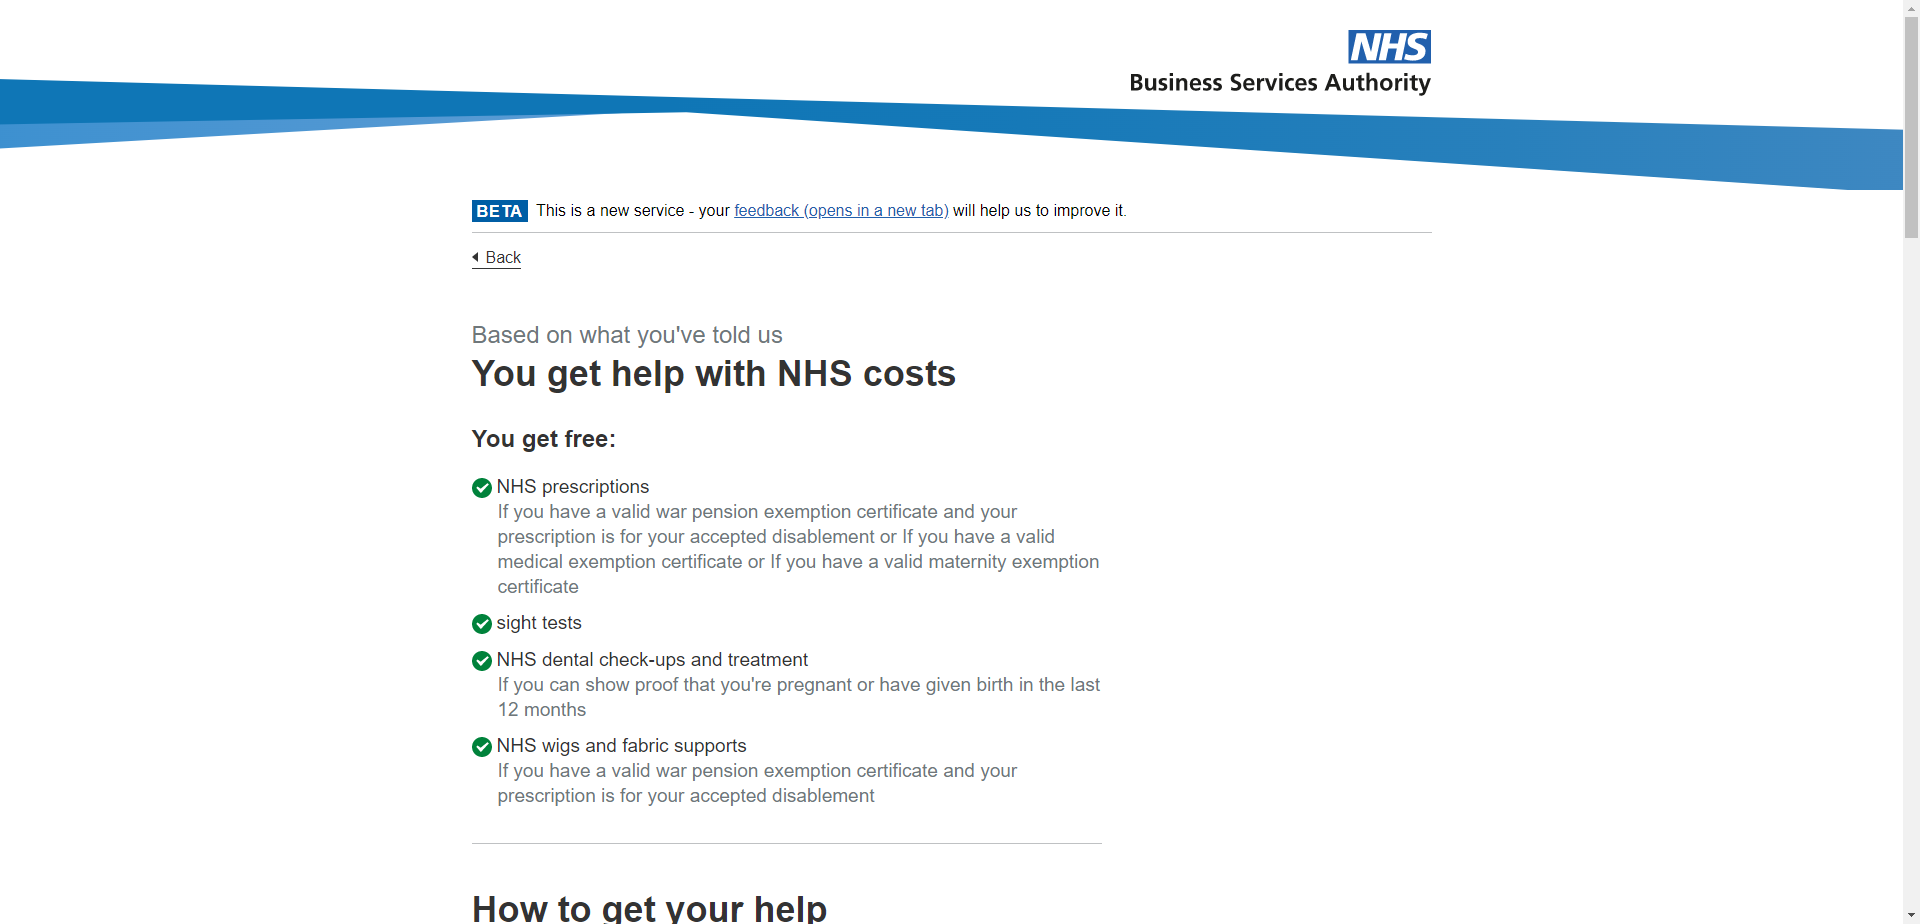 NHS
Business Services Authority
BETA This is a new service - your feedback (opens in a new tab) will help us to improve it.
Back
Based on what you've told us
You get help with NHS costs
You get free:
NHS prescriptions
If you have a valid war pension exemption certificate and your
prescription is for your accepted disablement or If you have a valid
medical exemption certificate or If you have a valid maternity exemption
certificate
sight tests
NHS dental check-ups and treatment
If you can show proof that you're pregnant or have given birth in the last
12 months
NHS wigs and fabric supports
If you have a valid war pension exemption certificate and your
prescription is for your accepted disablement
How to get your help